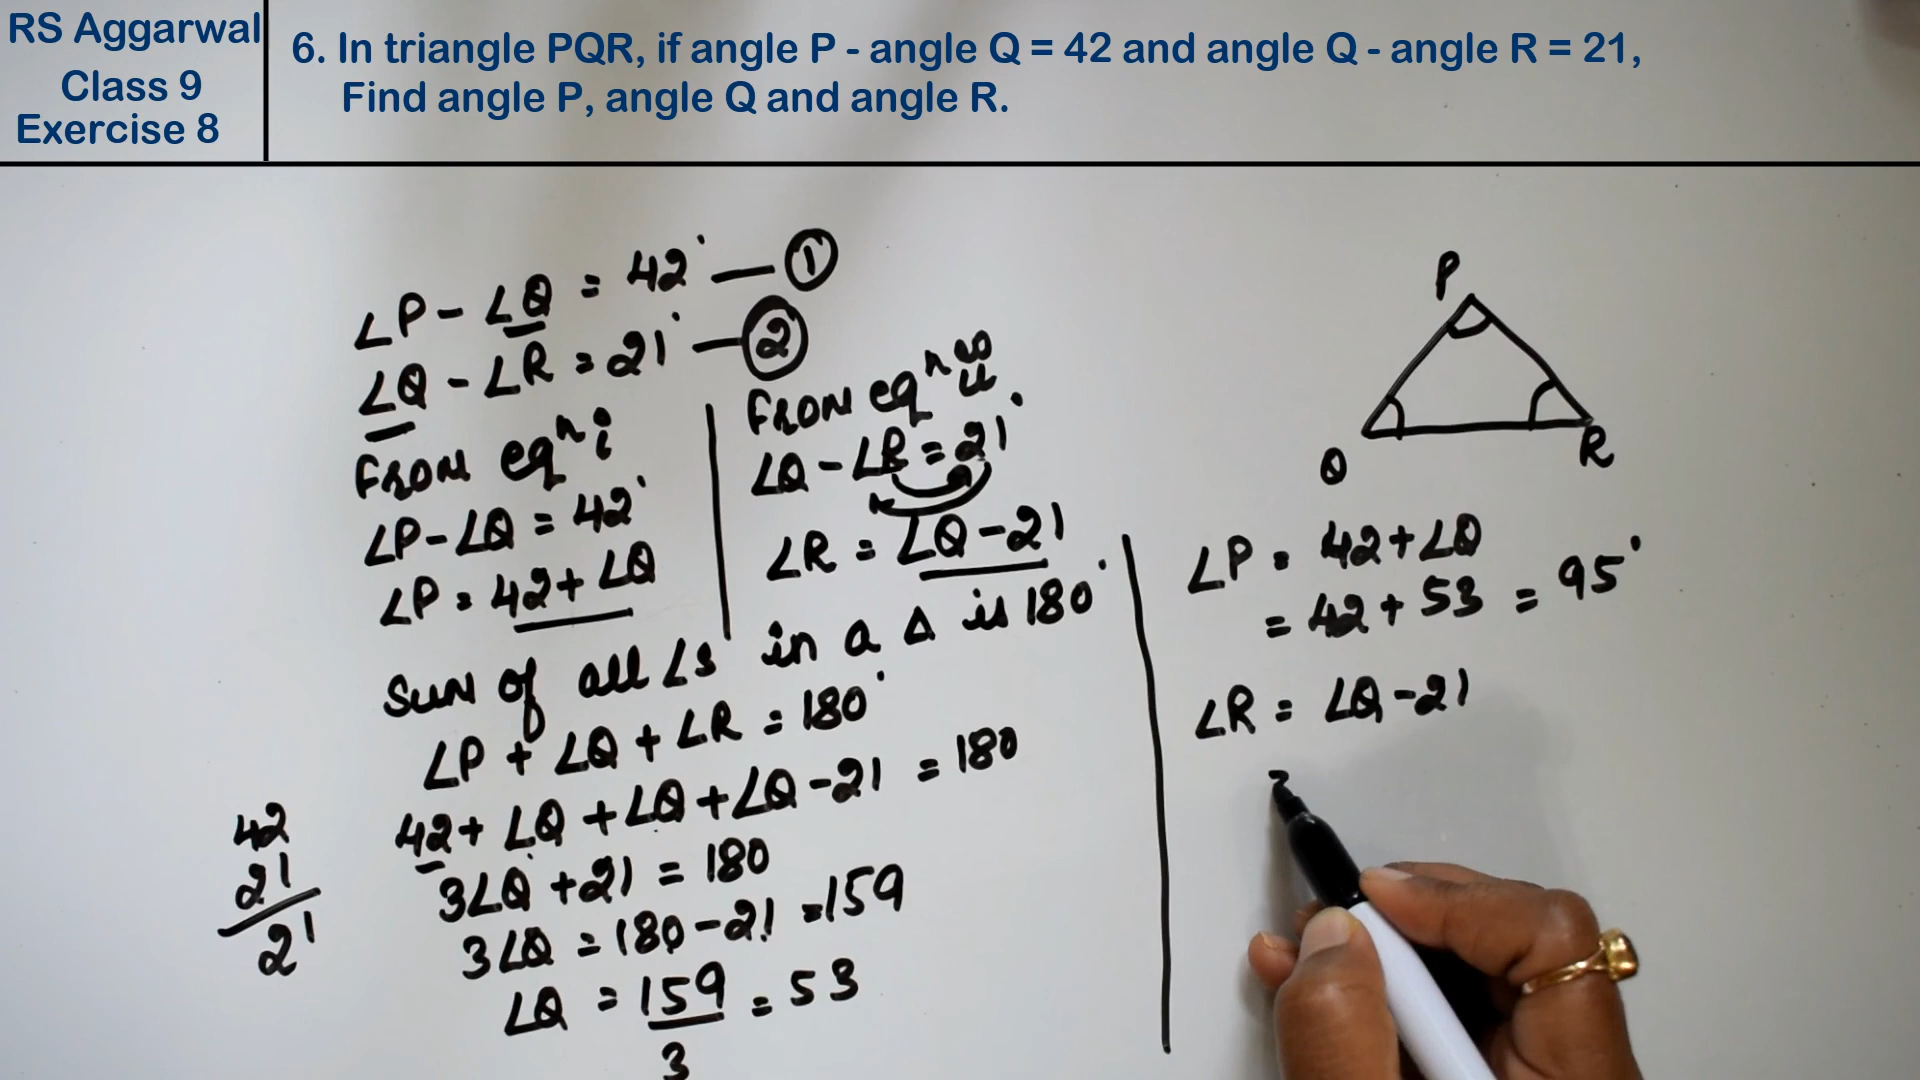 RS Aggarwal
Class 9
Exercise 8
6. In triangle PQR, if angle P - angle Q = 42 and angle Q - angle R = 21,
Find angle P, angle Q and angle R.
∠P - ∠Q = 42° — ①
∠Q - ∠R = 21° — ②
From eqⁿ i
∠P - ∠Q = 42°
∠P = 42 + ∠Q
From eqⁿ ii
∠Q - ∠R = 21°
∠R = ∠Q - 21
Sum of all ∠s in a Δ is 180°
∠P + ∠Q + ∠R = 180°
42 + ∠Q + ∠Q + ∠Q - 21 = 180
3∠Q + 21 = 180
3∠Q = 180 - 21 = 159
∠Q = 159/3 = 53
42
21
21
P
Q
R
∠P = 42 + ∠Q
= 42 + 53 = 95°
∠R = ∠Q - 21